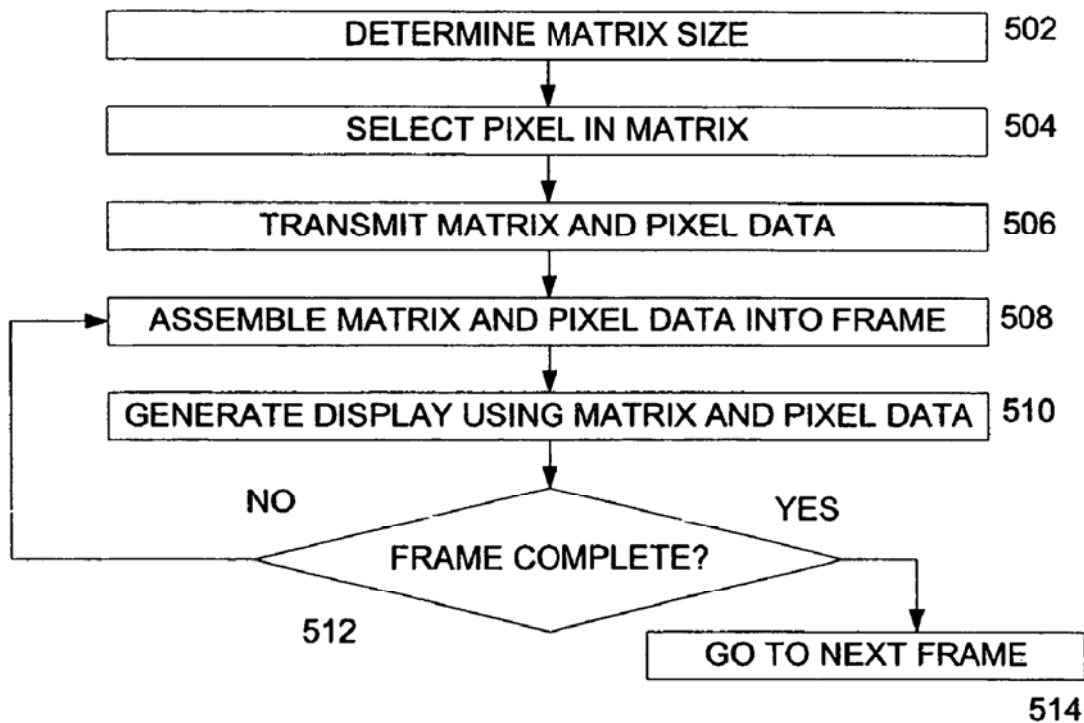 DETERMINE MATRIX SIZE 502
SELECT PIXEL IN MATRIX 504
TRANSMIT MATRIX AND PIXEL DATA 506
ASSEMBLE MATRIX AND PIXEL DATA INTO FRAME 508
GENERATE DISPLAY USING MATRIX AND PIXEL DATA 510
NO YES
FRAME COMPLETE?
512
GO TO NEXT FRAME
514